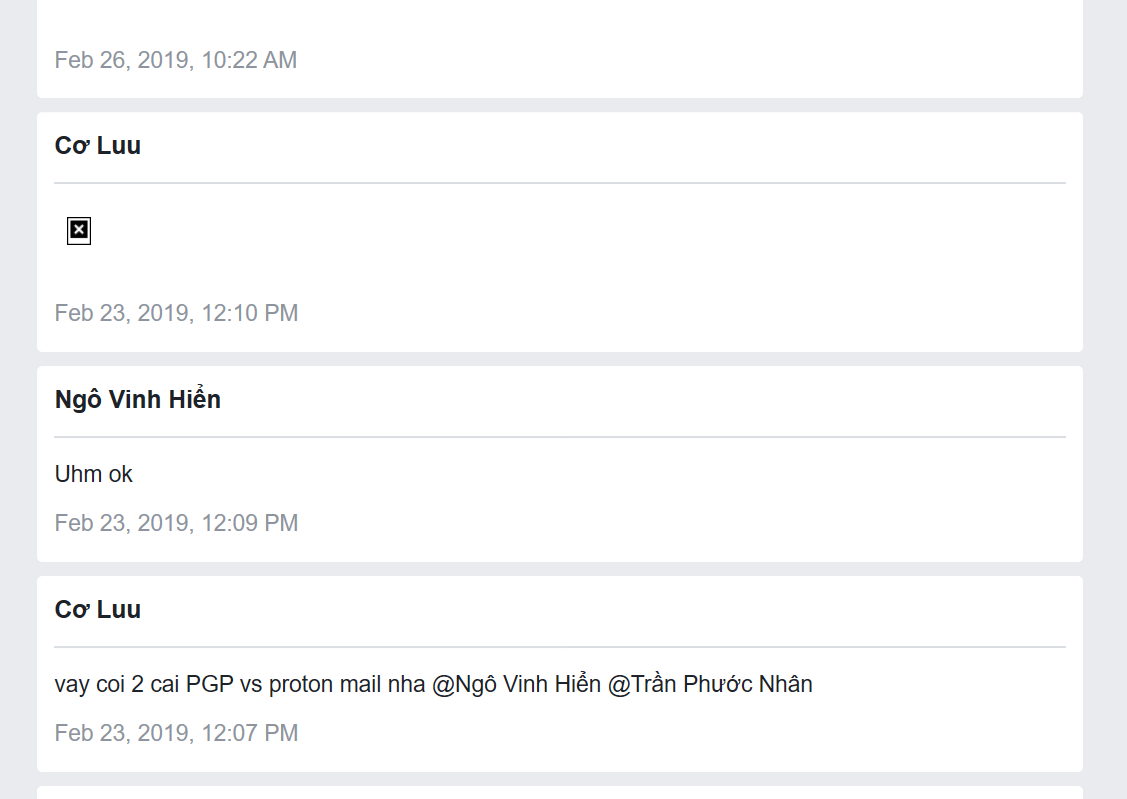 Feb 26, 2019, 10:22 AM
Cơ Luu
Feb 23, 2019, 12:10 PM
Ngô Vinh Hiển
Uhm ok
Feb 23, 2019, 12:09 PM
Cơ Luu
vay coi 2 cai PGP vs proton mail nha @Ngô Vinh Hiển @Trần Phước Nhân
Feb 23, 2019, 12:07 PM